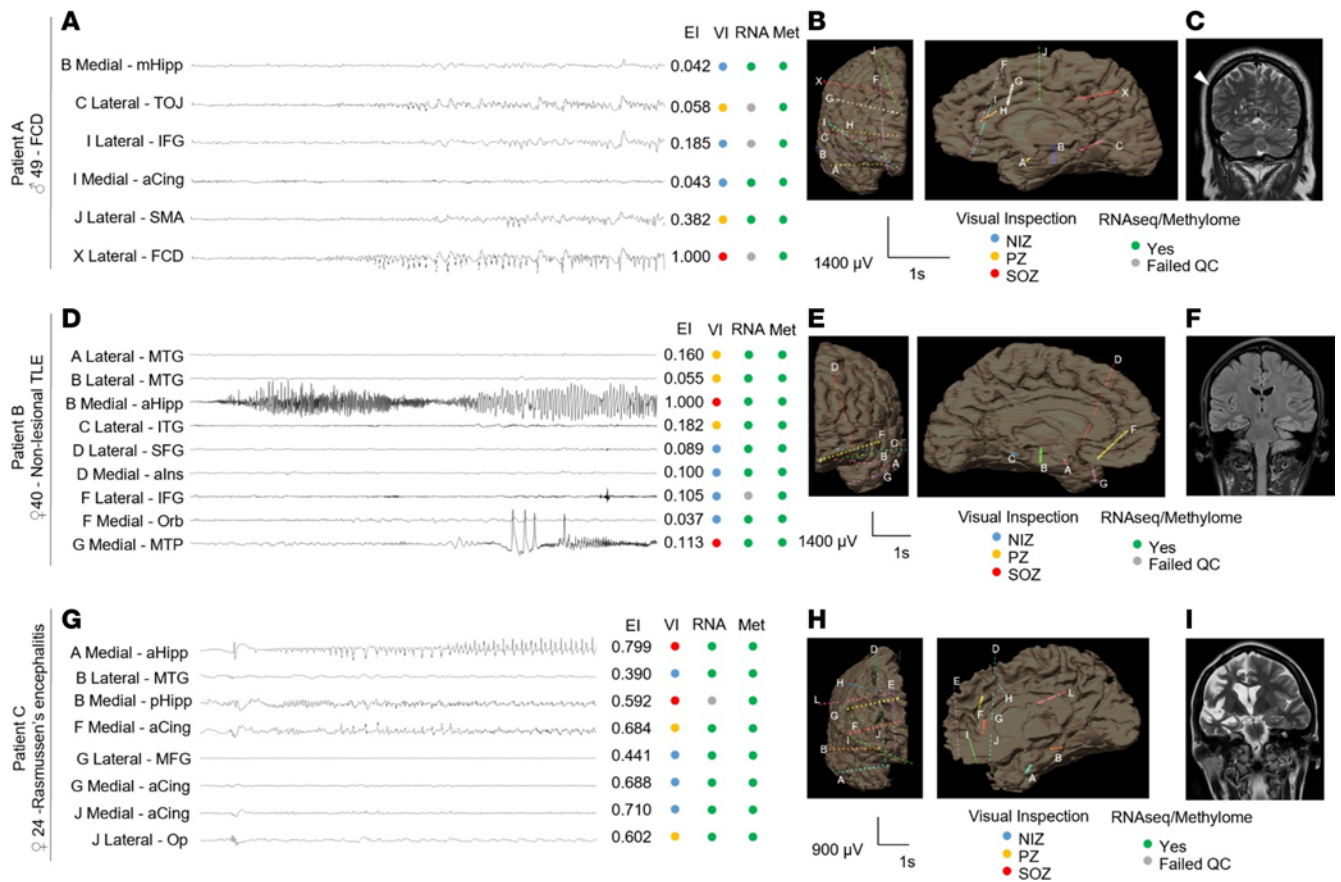 A
EI VI RNA Met
Patient A
♂ 49 - FCD
B Medial - mHipp 0.042
C Lateral - TOJ 0.058
I Lateral - IFG 0.185
I Medial - aCing 0.043
J Lateral - SMA 0.382
X Lateral - FCD 1.000
B
J
F
X
G
H
C
B
A
F
J
G
X
H
A
B
C
C
1400 µV
1s
Visual Inspection
NIZ
PZ
SOZ
RNAseq/Methylome
Yes
Failed QC
D
EI VI RNA Met
Patient B
♀40 - Non-lesional TLE
A Lateral - MTG 0.160
B Lateral - MTG 0.055
B Medial - aHipp 1.000
C Lateral - ITG 0.182
D Lateral - SFG 0.089
D Medial - aIns 0.100
F Lateral - IFG 0.105
F Medial - Orb 0.037
G Medial - MTP 0.113
E
D
F
C
B
A
G
D
F
C
B
A
G
F
1400 µV
1s
Visual Inspection
NIZ
PZ
SOZ
RNAseq/Methylome
Yes
Failed QC
G
EI VI RNA Met
Patient C
♀ 24 -Rasmussen's encephalitis
A Medial - aHipp 0.799
B Lateral - MTG 0.390
B Medial - pHipp 0.592
F Medial - aCing 0.684
G Lateral - MFG 0.441
G Medial - aCing 0.688
J Medial - aCing 0.710
J Lateral - Op 0.602
H
D
H
E
L
G
F
I
J
B
A
D
E
H
L
F
G
I
J
B
A
I
900 µV
1s
Visual Inspection
NIZ
PZ
SOZ
RNAseq/Methylome
Yes
Failed QC